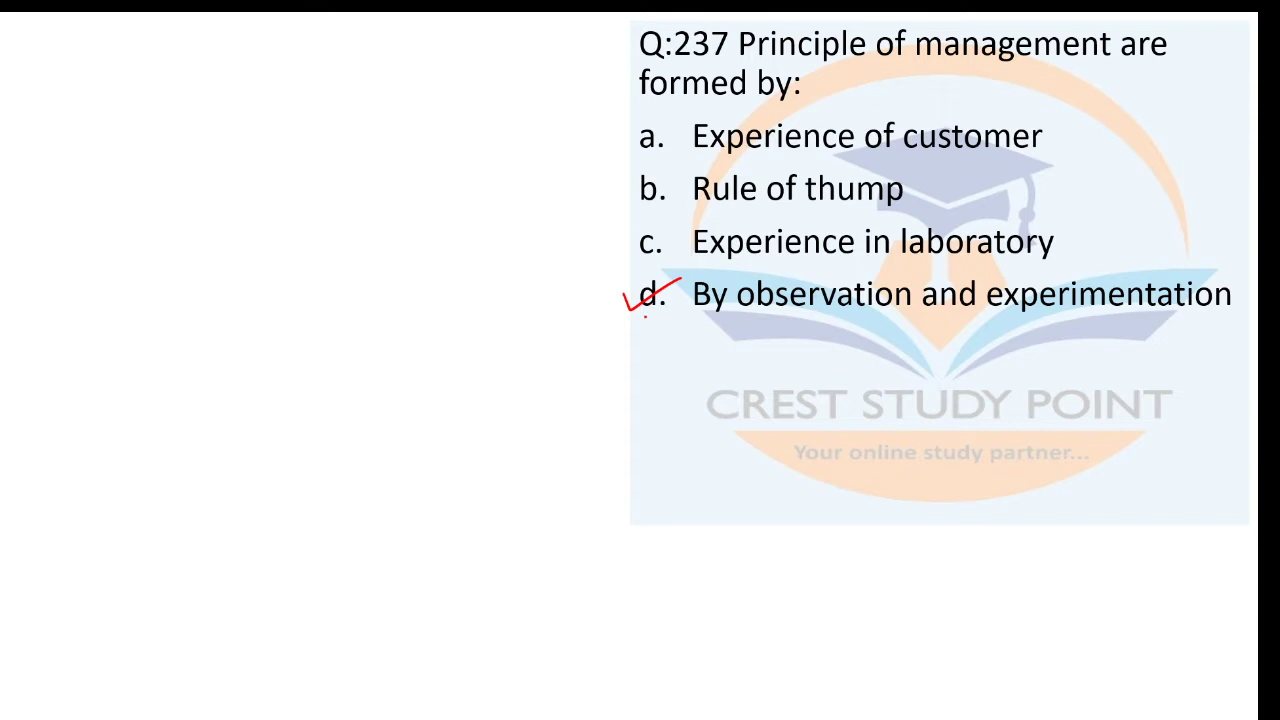 Q:237 Principle of management are
formed by:
a. Experience of customer
b. Rule of thump
c. Experience in laboratory
d. By observation and experimentation
CREST STUDY POINT
Your online study partner...